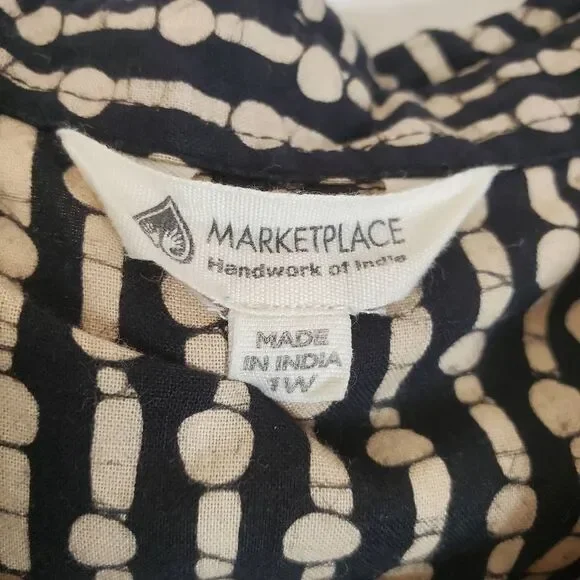 MARKETPLACE
Handwork of India
MADE
IN INDIA
1W